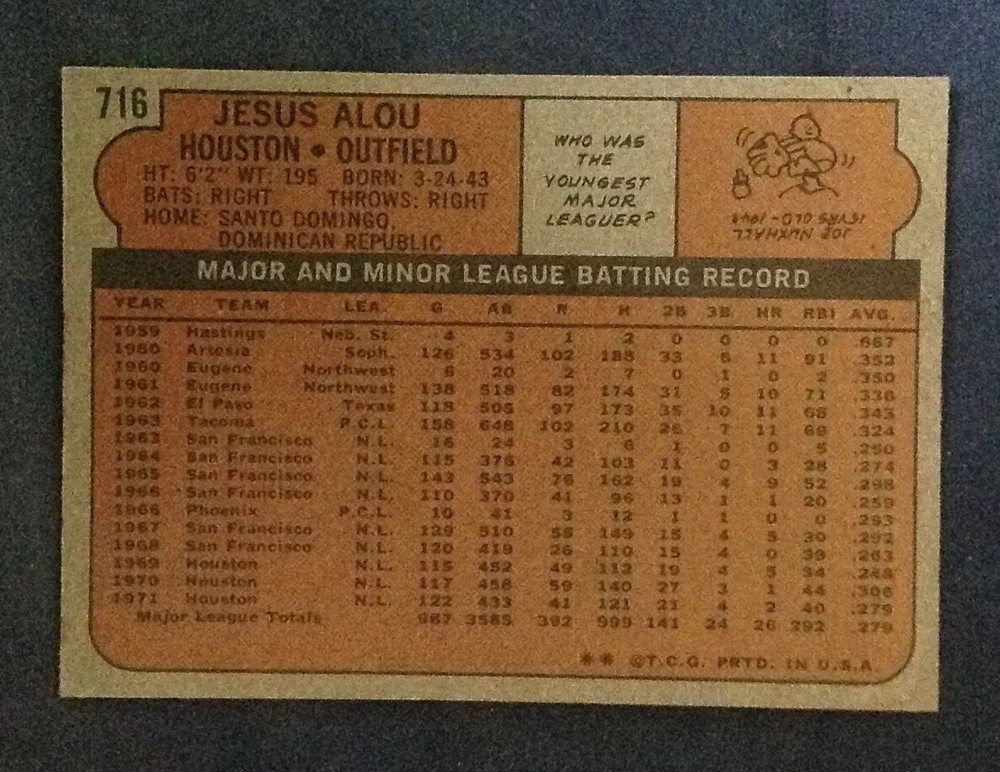 716
JESUS ALOU
HOUSTON • OUTFIELD
HT: 6'2" WT: 195 BORN: 3-24-43
BATS: RIGHT THROWS: RIGHT
HOME: SANTO DOMINGO,
DOMINICAN REPUBLIC
WHO WAS
THE
YOUNGEST
MAJOR
LEAGUER?
JOE NUXHALL
15 YRS OLD - 1944
MAJOR AND MINOR LEAGUE BATTING RECORD
YEAR TEAM LEA. G AB R H 2B 3B HR RBI AVG.
1959 Hastings Neb. St. 4 3 1 2 0 0 0 0 .667
1960 Artesia Soph. 126 534 102 188 33 6 11 91 .352
1960 Eugene Northwest 6 20 2 7 0 1 0 2 .350
1961 Eugene Northwest 138 518 82 174 31 5 10 71 .336
1962 El Paso Texas 118 505 97 173 35 10 11 68 .343
1963 Tacoma P.C.L. 158 648 102 210 26 7 11 69 .324
1963 San Francisco N.L. 16 24 3 6 1 0 0 5 .250
1964 San Francisco N.L. 115 376 42 103 11 0 3 28 .274
1965 San Francisco N.L. 143 543 76 162 19 4 9 52 .298
1966 San Francisco N.L. 110 370 41 96 13 1 1 20 .259
1966 Phoenix P.C.L. 10 41 3 12 1 1 0 0 .293
1967 San Francisco N.L. 129 510 55 149 15 4 5 30 .292
1968 San Francisco N.L. 120 419 26 110 15 4 0 39 .263
1969 Houston N.L. 115 452 49 112 19 4 5 34 .248
1970 Houston N.L. 117 458 59 140 27 3 1 44 .306
1971 Houston N.L. 122 433 41 121 21 4 2 40 .279
Major League Totals 987 3585 392 999 141 24 26 292 .279
** ©T.C.G. PRTD. IN U.S.A.